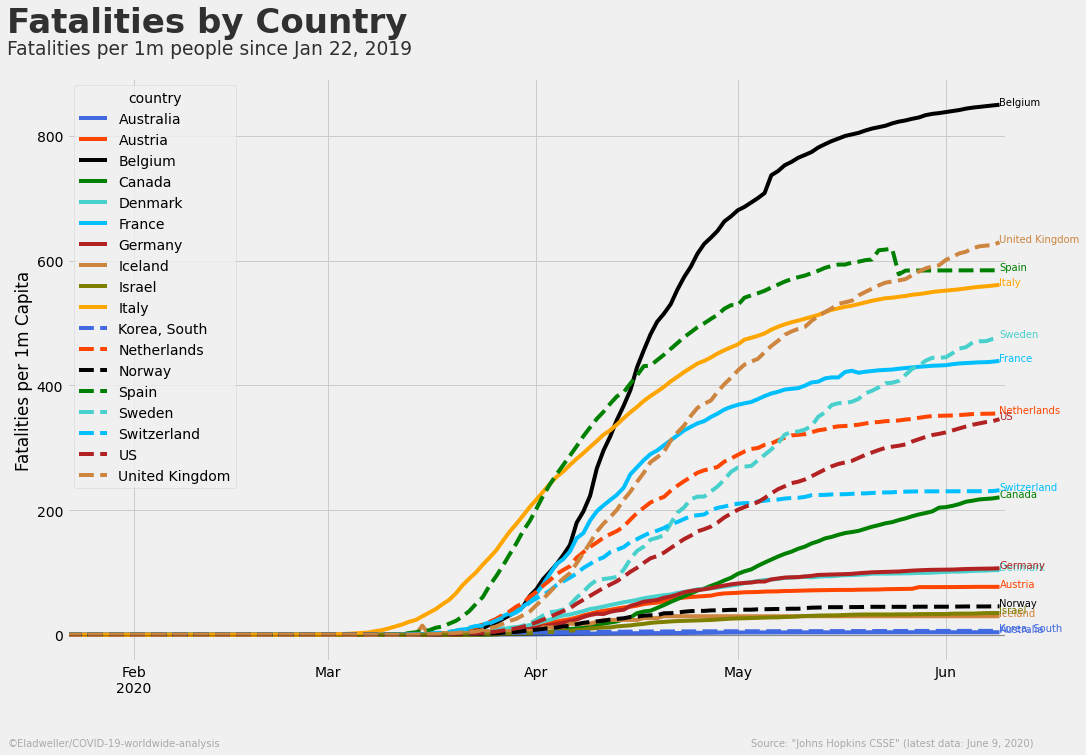 Fatalities by Country
Fatalities per 1m people since Jan 22, 2019
Fatalities per 1m Capita
800
600
400
200
0
country
Australia
Austria
Belgium
Canada
Denmark
France
Germany
Iceland
Israel
Italy
Korea, South
Netherlands
Norway
Spain
Sweden
Switzerland
US
United Kingdom
Belgium
United Kingdom
Spain
Italy
Sweden
France
Netherlands
US
Switzerland
Canada
Germany
Denmark
Austria
Norway
Israel
Iceland
Korea, South
Australia
Feb
2020
Mar
Apr
May
Jun
©Eladweller/COVID-19-worldwide-analysis
Source: "Johns Hopkins CSSE" (latest data: June 9, 2020)